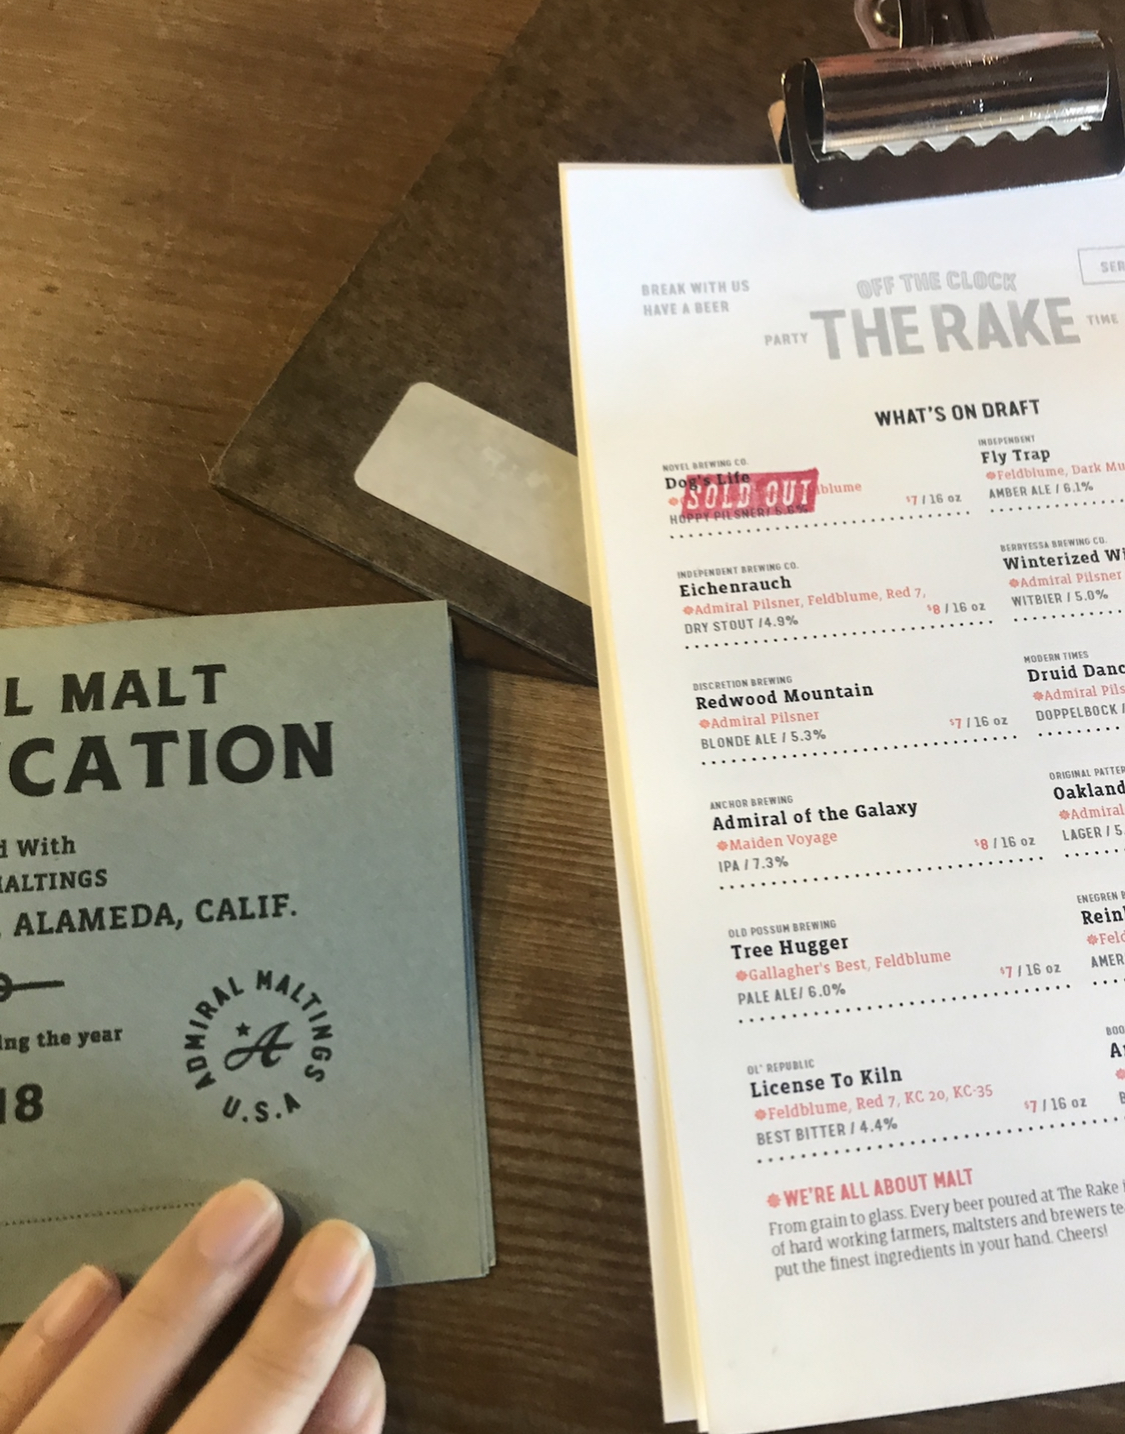 L MALT
CATION
d With
MALTINGS
, ALAMEDA, CALIF.
ing the year
18
ADMIRAL MALTINGS
A
U.S.A
BREAK WITH US
HAVE A BEER
OFF THE CLOCK
PARTY THE RAKE TIME
SER
WHAT'S ON DRAFT
NOVEL BREWING CO.
Dog's Life
SOLD OUT
lblume
HOPPY PILSNER/ 5.6%
$7 / 16 oz
INDEPENDENT BREWING CO.
Eichenrauch
Admiral Pilsner, Feldblume, Red 7,
DRY STOUT /4.9%
$8 / 16 oz
DISCRETION BREWING
Redwood Mountain
Admiral Pilsner
BLONDE ALE / 5.3%
$7 / 16 oz
ANCHOR BREWING
Admiral of the Galaxy
Maiden Voyage
IPA / 7.3%
$8 / 16 oz
OLD POSSUM BREWING
Tree Hugger
Gallagher's Best, Feldblume
PALE ALE/ 6.0%
$7 / 16 oz
OL' REPUBLIC
License To Kiln
Feldblume, Red 7, KC 20, KC-35
BEST BITTER / 4.4%
$7 / 16 oz
INDEPENDENT
Fly Trap
Feldblume, Dark Mu
AMBER ALE / 6.1%
BERRYESSA BREWING CO.
Winterized Wi
Admiral Pilsner
WITBIER / 5.0%
MODERN TIMES
Druid Danc
Admiral Pils
DOPPELBOCK /
ORIGINAL PATTER
Oakland
Admiral
LAGER / 5.
ENEGREN B
Rein
Feld
AMER
BOO
WE'RE ALL ABOUT MALT
From grain to glass. Every beer poured at The Rake i
of hard working farmers, maltsters and brewers te
put the finest ingredients in your hand. Cheers!